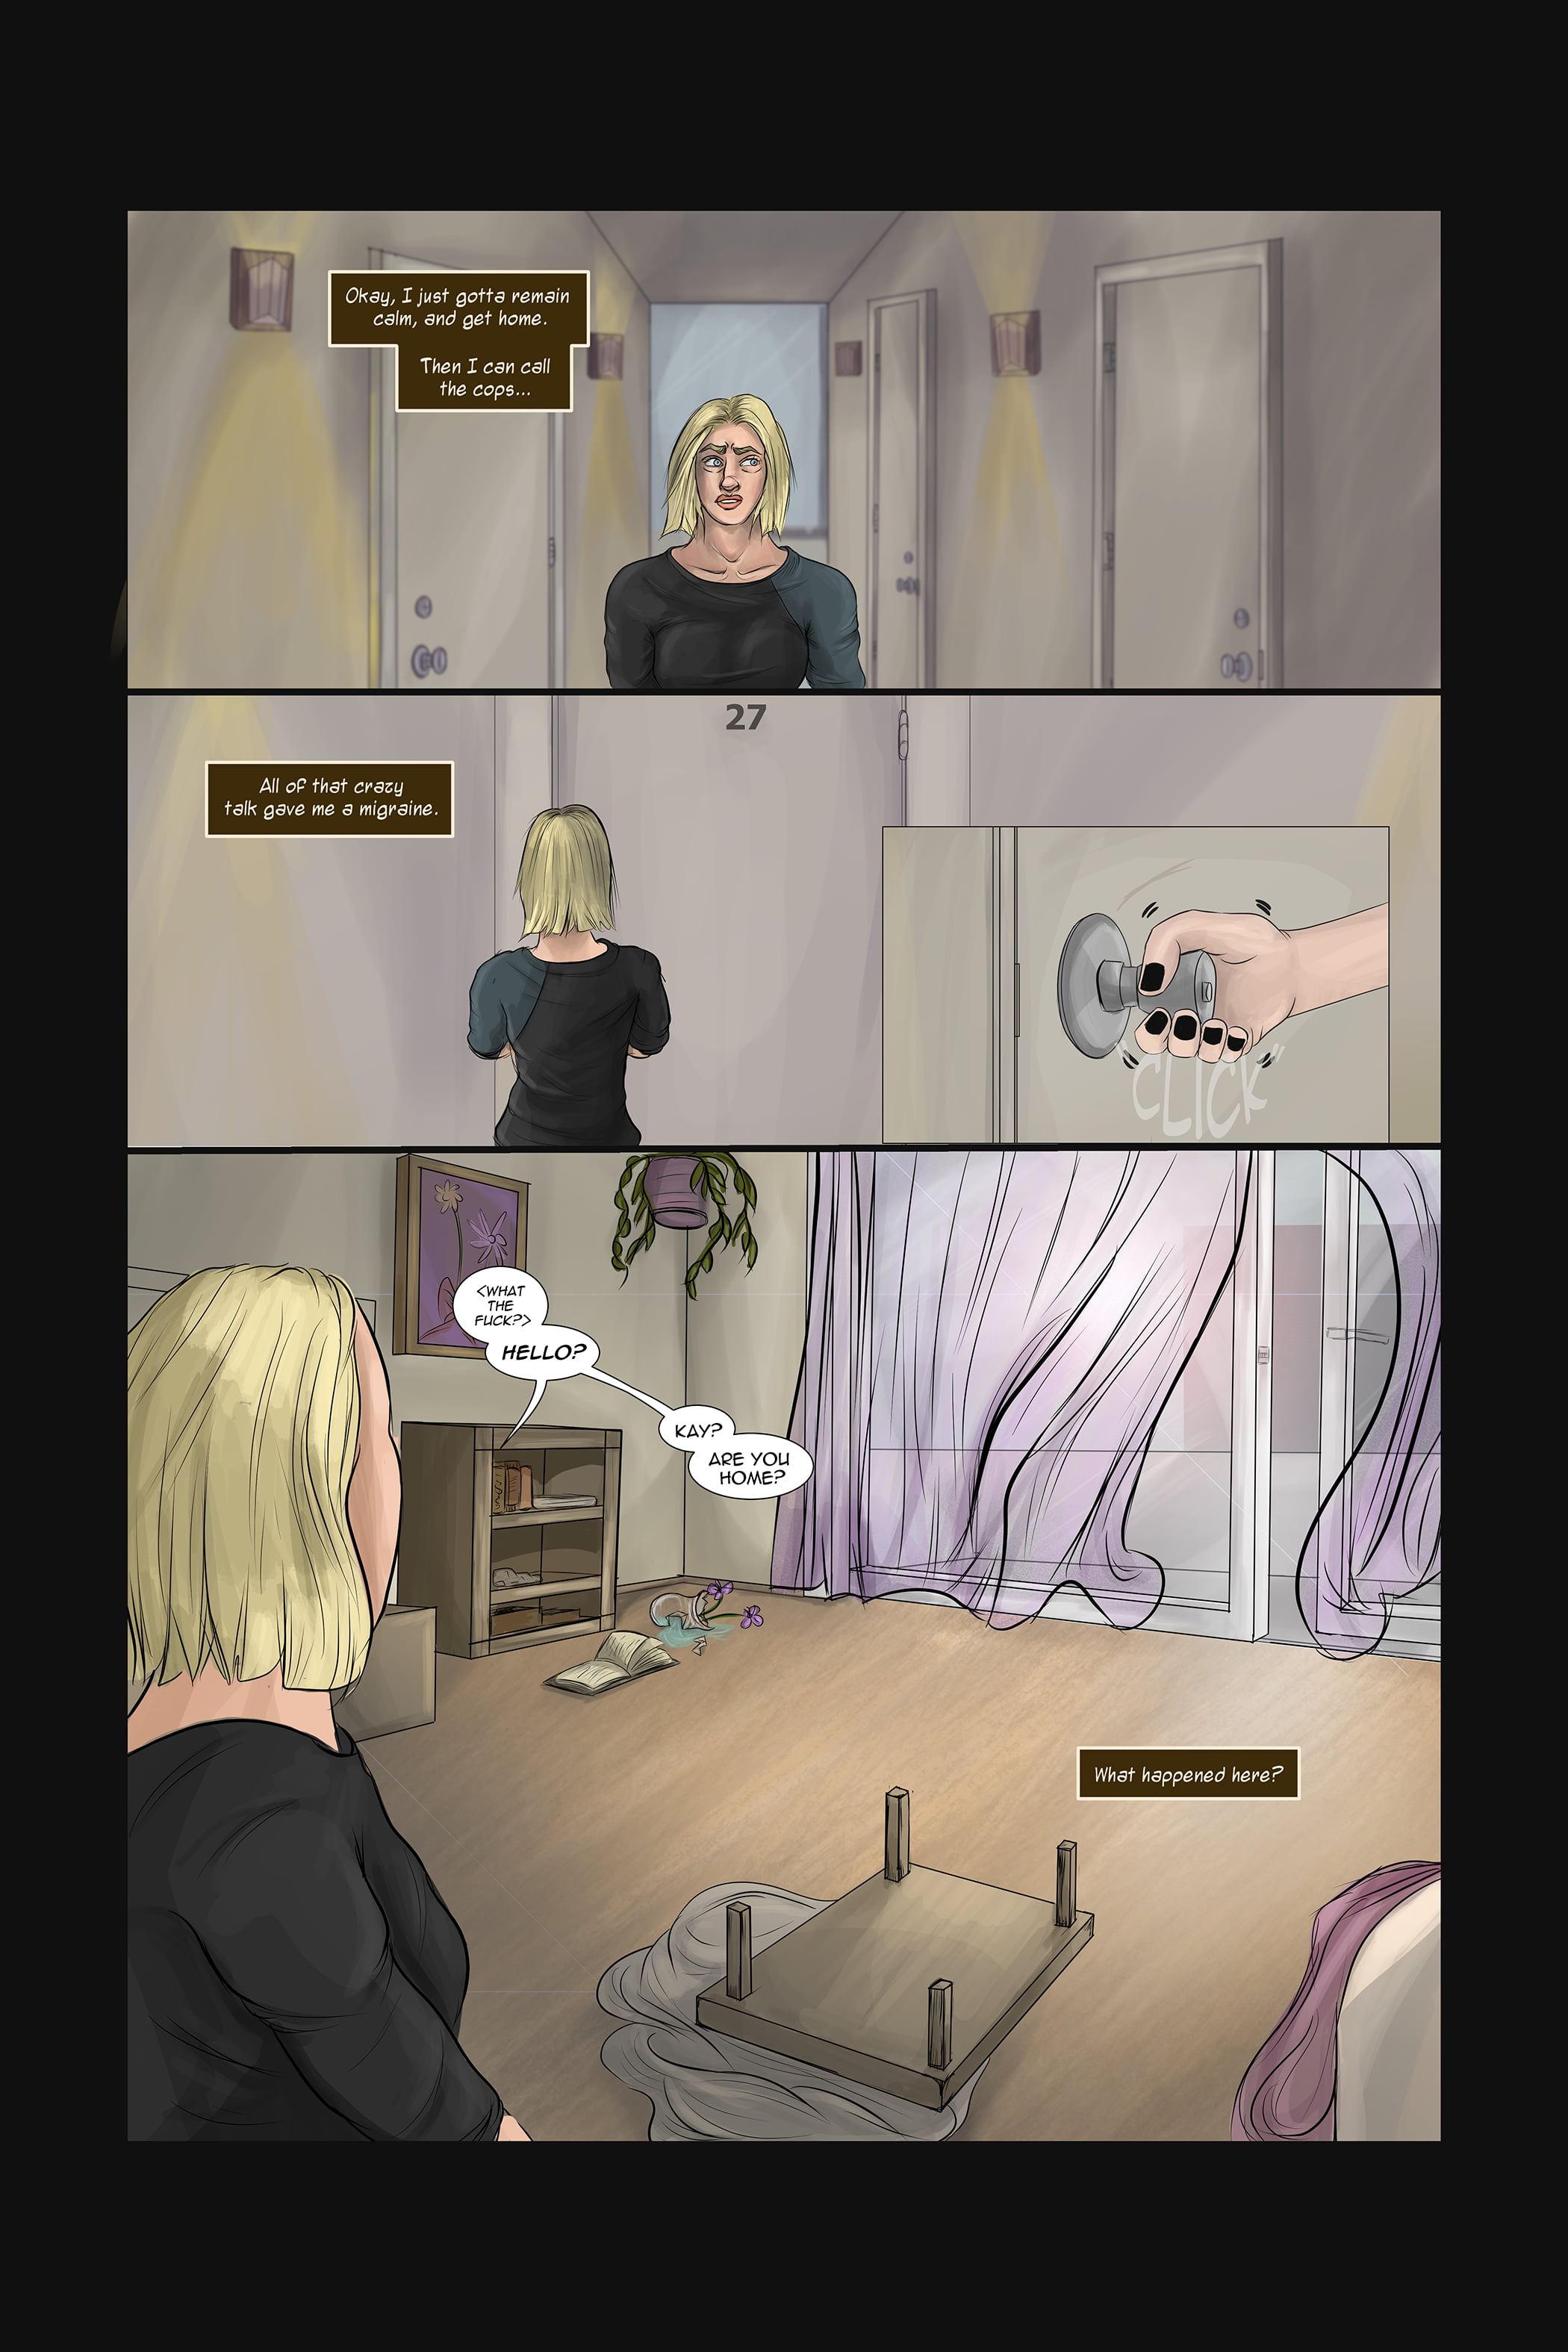 Okay, I just gotta remain
calm, and get home.
Then I can call
the cops...
27
All of that crazy
talk gave me a migraine.
"CLICK"
<WHAT
THE
FUCK?>
HELLO?
KAY?
ARE YOU
HOME?
What happened here?